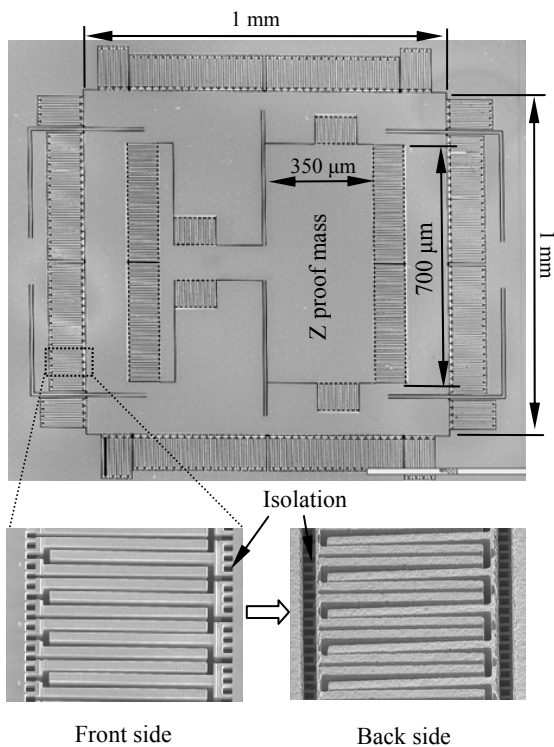 1 mm
350 µm
700 µm
1 mm
Z proof mass
Isolation
Front side
Back side